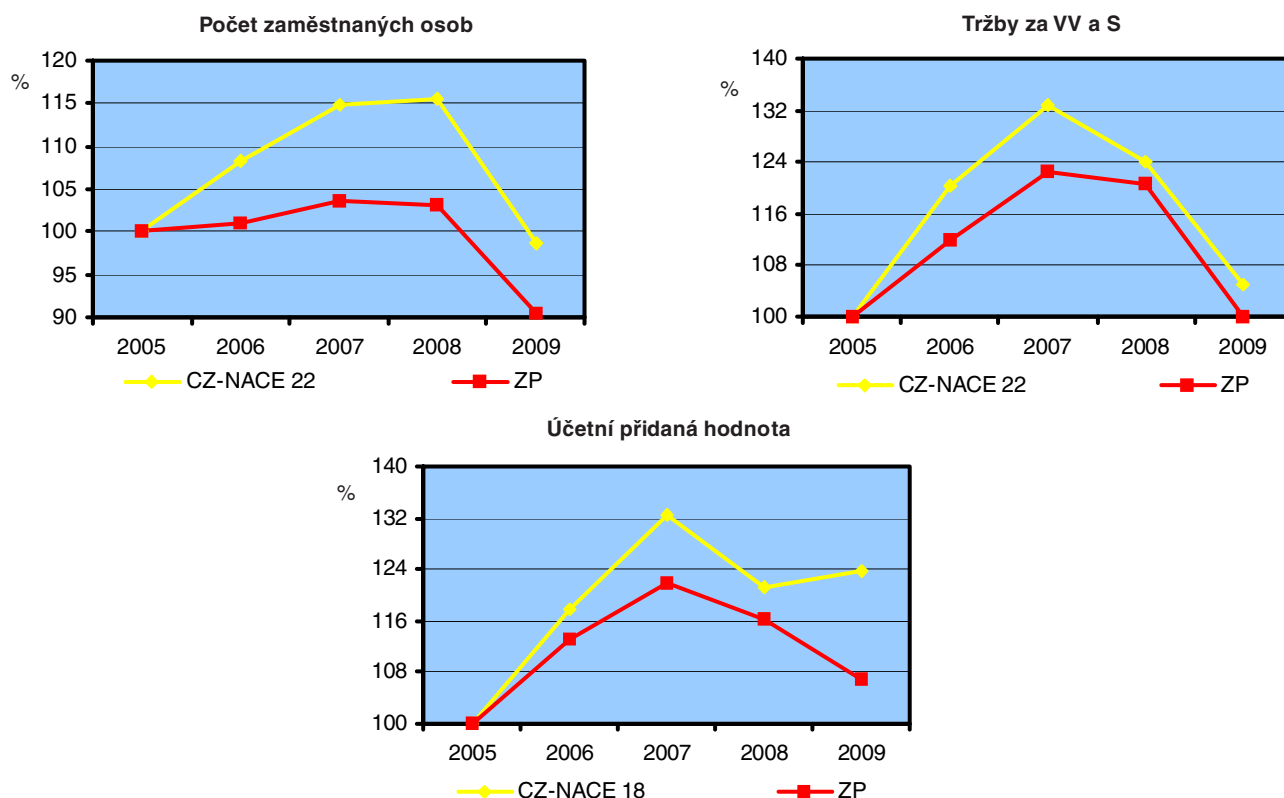 Počet zaměstnaných osob
%
120
115
110
105
100
95
90
2005 2006 2007 2008 2009
CZ-NACE 22 ZP
Tržby za VV a S
%
140
132
124
116
108
100
2005 2006 2007 2008 2009
CZ-NACE 22 ZP
Účetní přidaná hodnota
%
140
132
124
116
108
100
2005 2006 2007 2008 2009
CZ-NACE 18 ZP